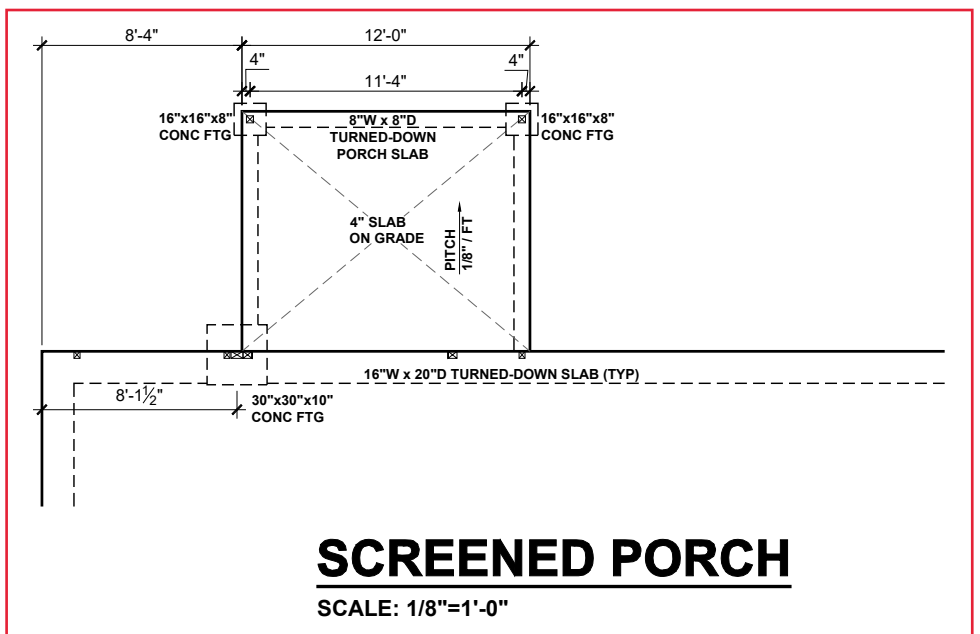 8'-4"
12'-0"
4"
4"
11'-4"
16"x16"x8"
CONC FTG
8"W x 8"D
TURNED-DOWN
PORCH SLAB
16"x16"x8"
CONC FTG
4" SLAB
ON GRADE
PITCH
1/8" / FT
16"W x 20"D TURNED-DOWN SLAB (TYP)
8'-1½"
30"x30"x10"
CONC FTG
SCREENED PORCH
SCALE: 1/8"=1'-0"